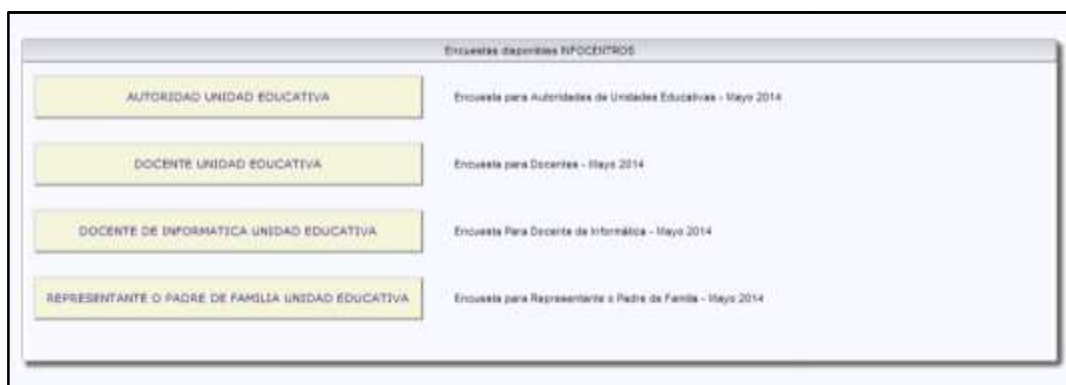 Encuestas disponibles INFOCENTROS
AUTORIDAD UNIDAD EDUCATIVA
Encuesta para Autoridades de Unidades Educativas - Mayo 2014
DOCENTE UNIDAD EDUCATIVA
Encuesta para Docentes - Mayo 2014
DOCENTE DE INFORMATICA UNIDAD EDUCATIVA
Encuesta Para Docente de Informática - Mayo 2014
REPRESENTANTE O PADRE DE FAMILIA UNIDAD EDUCATIVA
Encuesta para Representante o Padre de Familia - Mayo 2014